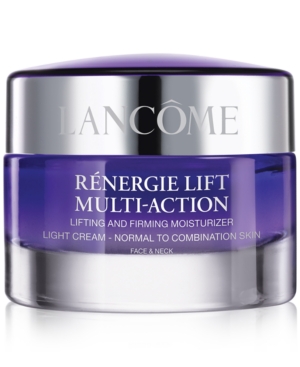 LANCÔME
RÉNERGIE LIFT
MULTI-ACTION
LIFTING AND FIRMING MOISTURIZER
LIGHT CREAM - NORMAL TO COMBINATION SKIN
FACE & NECK